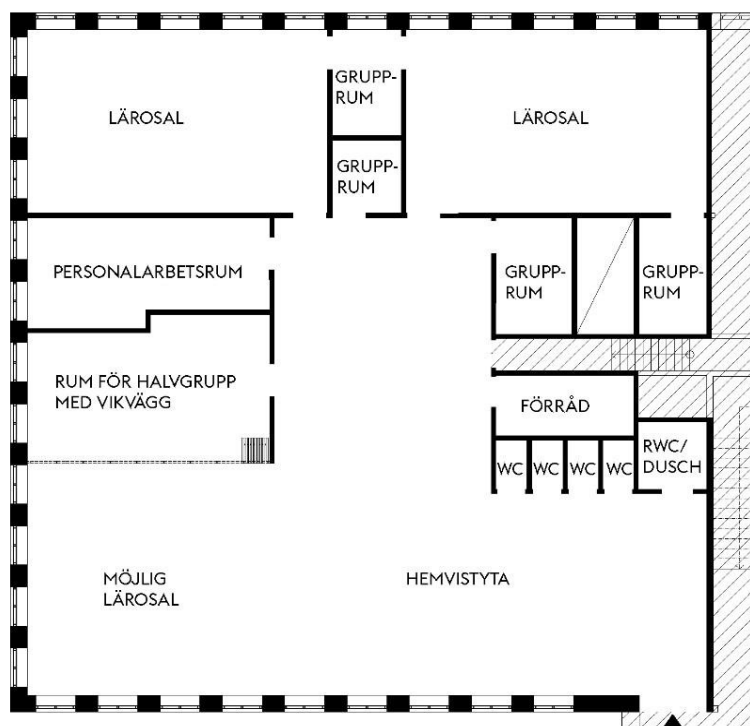 GRUPP-
RUM
LÄROSAL
LÄROSAL
GRUPP-
RUM
PERSONALARBETSRUM
GRUPP-
RUM
GRUPP-
RUM
RUM FÖR HALVGRUPP
MED VIKVÄGG
FÖRRÅD
WC
WC
WC
WC
RWC/
DUSCH
MÖJLIG
LÄROSAL
HEMVISTYTA